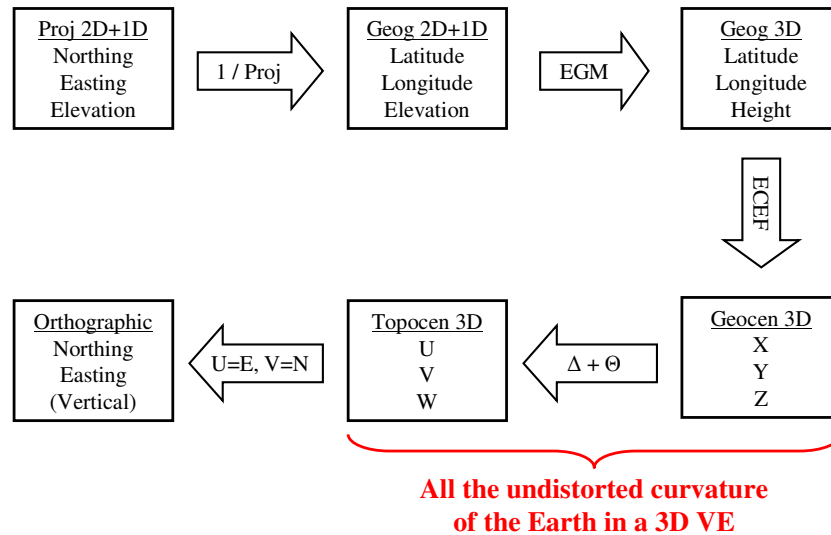 Proj 2D+1D
Northing
Easting
Elevation
1 / Proj
Geog 2D+1D
Latitude
Longitude
Elevation
EGM
Geog 3D
Latitude
Longitude
Height
ECEF
Geocen 3D
X
Y
Z
Δ + Θ
Topocen 3D
U
V
W
U=E, V=N
Orthographic
Northing
Easting
(Vertical)
All the undistorted curvature
of the Earth in a 3D VE